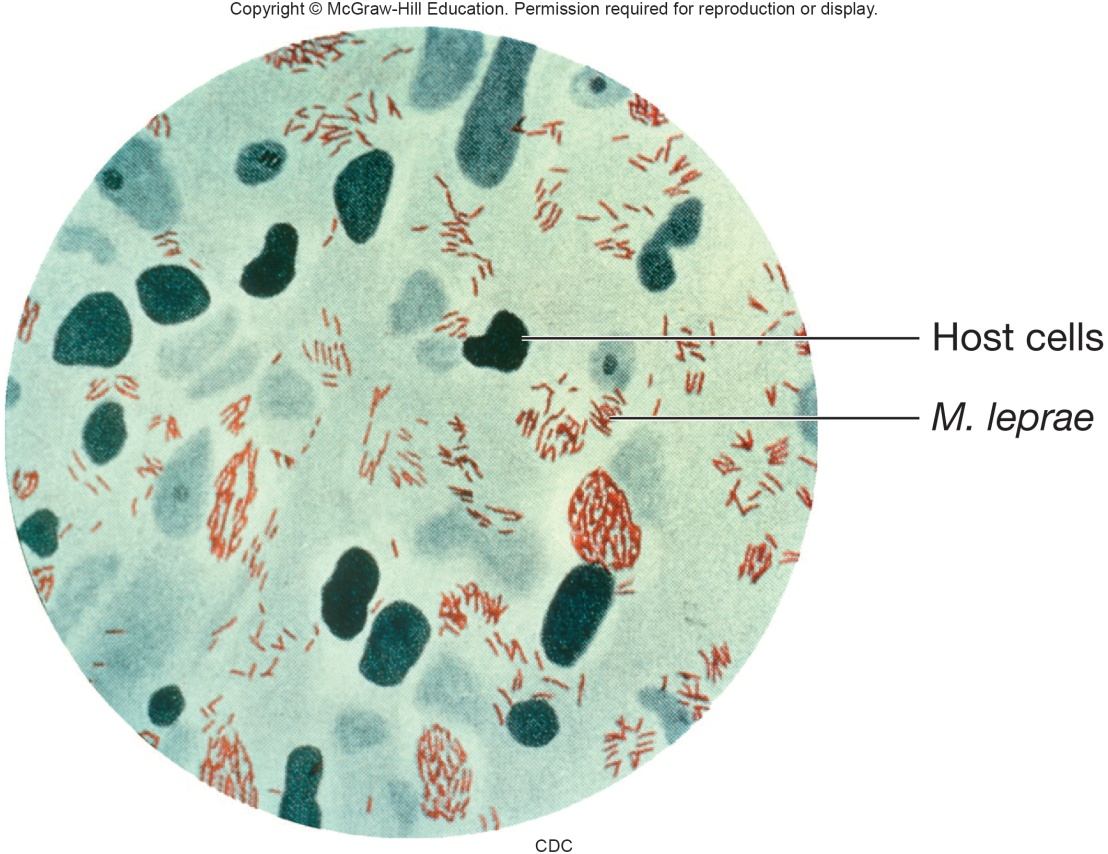 Copyright © McGraw-Hill Education. Permission required for reproduction or display.
Host cells
M. leprae
CDC